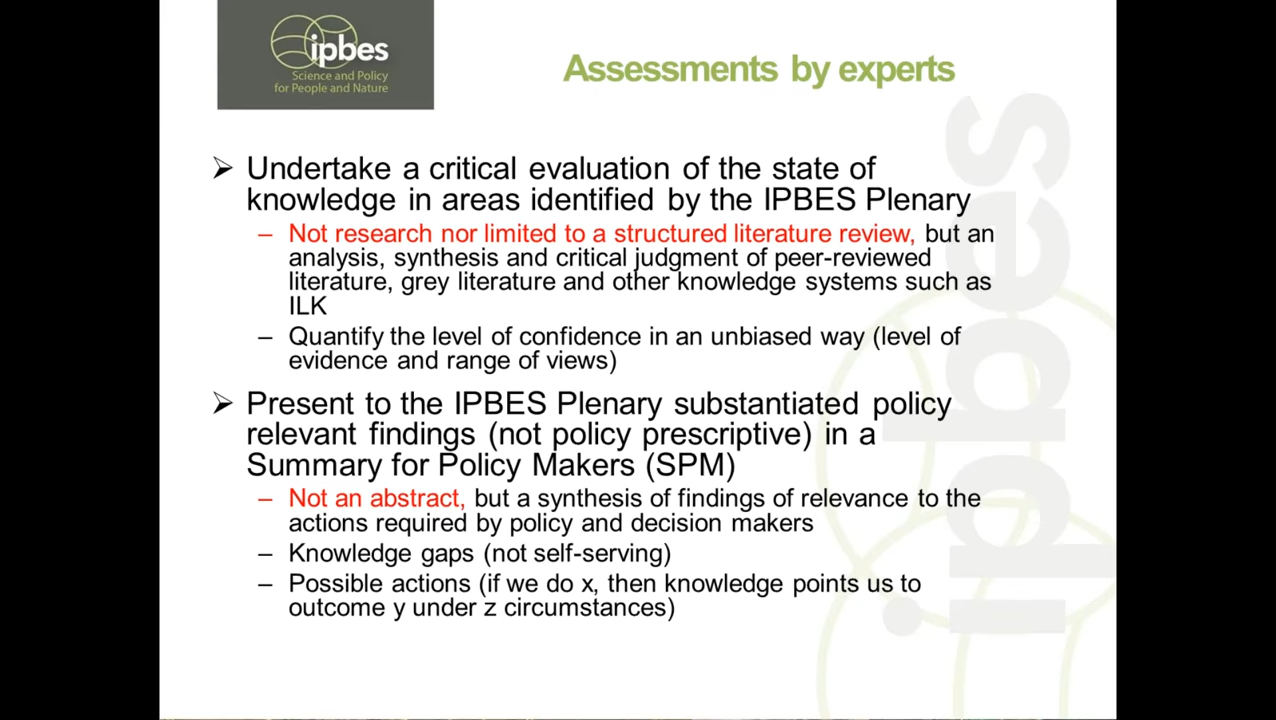 ipbes
Science and Policy
for People and Nature
Assessments by experts
➢ Undertake a critical evaluation of the state of
knowledge in areas identified by the IPBES Plenary
– Not research nor limited to a structured literature review, but an
analysis, synthesis and critical judgment of peer-reviewed
literature, grey literature and other knowledge systems such as
ILK
– Quantify the level of confidence in an unbiased way (level of
evidence and range of views)
➢ Present to the IPBES Plenary substantiated policy
relevant findings (not policy prescriptive) in a
Summary for Policy Makers (SPM)
– Not an abstract, but a synthesis of findings of relevance to the
actions required by policy and decision makers
– Knowledge gaps (not self-serving)
– Possible actions (if we do x, then knowledge points us to
outcome y under z circumstances)
ipbes